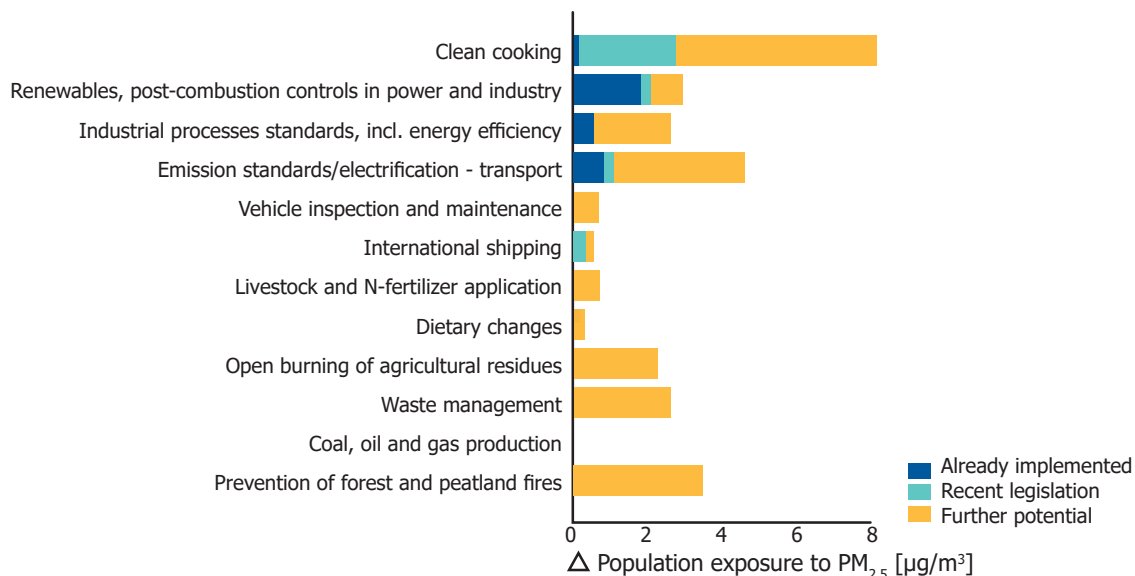 Clean cooking
Renewables, post-combustion controls in power and industry
Industrial processes standards, incl. energy efficiency
Emission standards/electrification - transport
Vehicle inspection and maintenance
International shipping
Livestock and N-fertilizer application
Dietary changes
Open burning of agricultural residues
Waste management
Coal, oil and gas production
Prevention of forest and peatland fires
Already implemented
Recent legislation
Further potential
0 2 4 6 8
△ Population exposure to PM2.5 [µg/m³]